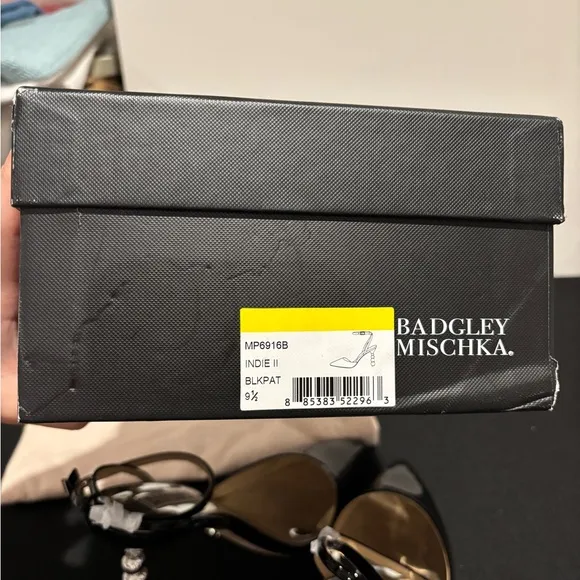 BADGLEY
MISCHKA®
MP6916B
INDIE II
BLKPAT
9½
8 85383 52296 3